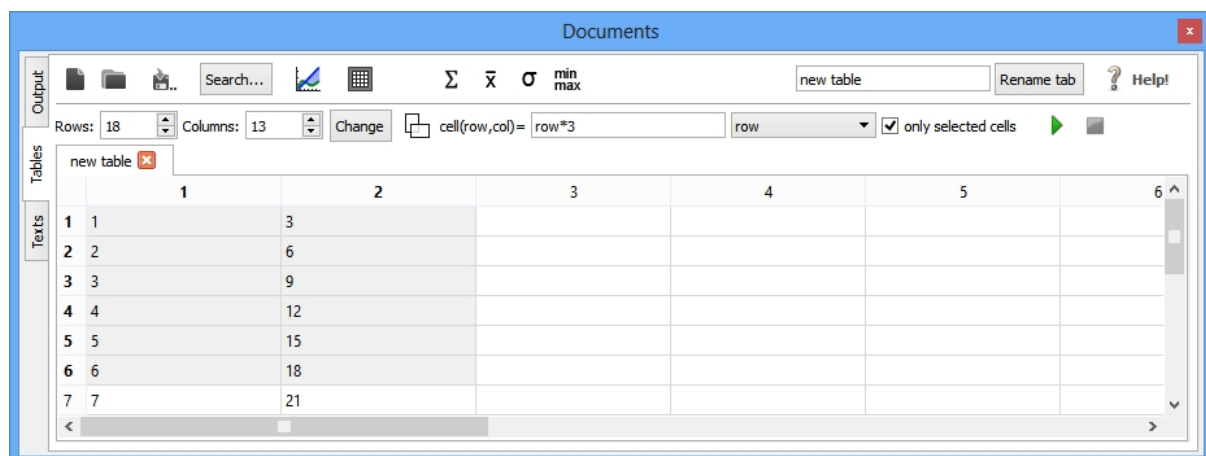 Documents
Output
Search...
Σ x̄ σ min max
new table
Rename tab
? Help!
Rows: 18 Columns: 13 Change cell(row,col)= row*3 row only selected cells
Tables
new table
Texts
1 2 3 4 5 6
1 1 3
2 2 6
3 3 9
4 4 12
5 5 15
6 6 18
7 7 21